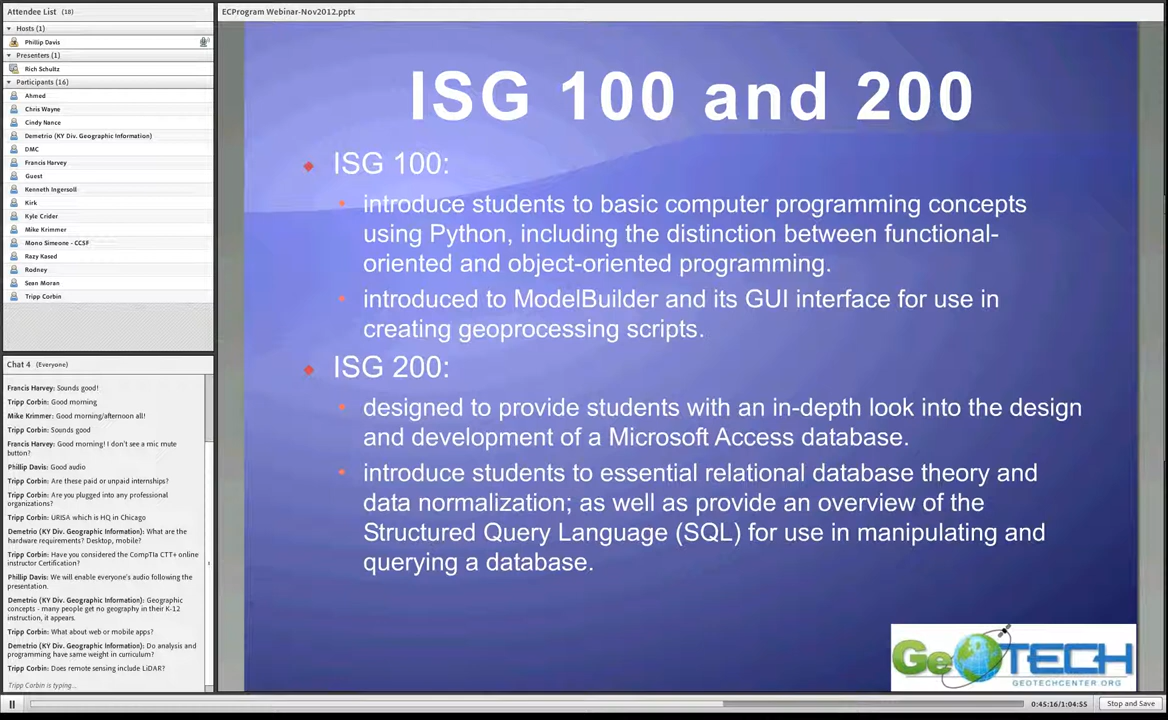 Attendee List (18)
Hosts (1)
Phillip Davis
Presenters (1)
Rich Schultz
Participants (16)
Ahmed
Chris Wayne
Cindy Nance
Demetrio (KY Div. Geographic Information)
DMC
Francis Harvey
Guest
Kenneth Ingersoll
Kirk
Kyle Crider
Mike Krimmer
Mono Simeone - CCSF
Razy Kased
Rodney
Sean Moran
Tripp Corbin
Chat 4 (Everyone)
Francis Harvey: Sounds good!
Tripp Corbin: Good morning
Mike Krimmer: Good morning/afternoon all!
Tripp Corbin: Sounds good
Francis Harvey: Good morning! I don't see a mic mute
button?
Phillip Davis: Good audio
Tripp Corbin: Are these paid or unpaid internships?
Tripp Corbin: Are you plugged into any professional
organizations?
Tripp Corbin: URISA which is HQ in Chicago
Demetrio (KY Div. Geographic Information): What are the
hardware requirements? Desktop, mobile?
Tripp Corbin: Have you considered the CompTIa CTT+ online
instructor Certification?
Phillip Davis: We will enable everyone's audio following the
presentation.
Demetrio (KY Div. Geographic Information): Geographic
concepts - many people get no geography in their K-12
instruction, it appears.
Tripp Corbin: What about web or mobile apps?
Demetrio (KY Div. Geographic Information): Do analysis and
programming have same weight in curriculum?
Tripp Corbin: Does remote sensing include LiDAR?
Tripp Corbin is typing...
ECProgram Webinar-Nov2012.pptx
ISG 100 and 200
ISG 100:
introduce students to basic computer programming concepts
using Python, including the distinction between functional-
oriented and object-oriented programming.
introduced to ModelBuilder and its GUI interface for use in
creating geoprocessing scripts.
ISG 200:
designed to provide students with an in-depth look into the design
and development of a Microsoft Access database.
introduce students to essential relational database theory and
data normalization; as well as provide an overview of the
Structured Query Language (SQL) for use in manipulating and
querying a database.
GeoTECH
GEOTECHCENTER.ORG
0:45:16/1:04:55
Stop and Save